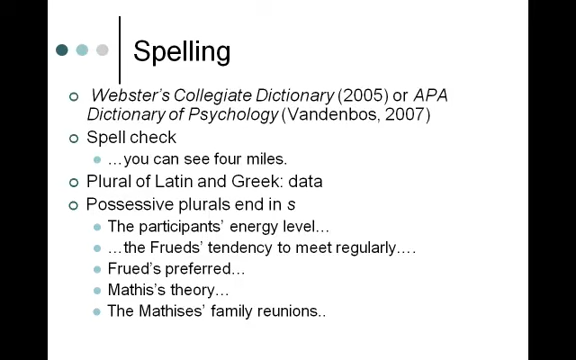 Spelling
Webster's Collegiate Dictionary (2005) or APA
Dictionary of Psychology (Vandenbos, 2007)
Spell check
…you can see four miles.
Plural of Latin and Greek: data
Possessive plurals end in s
The participants' energy level…
…the Frueds' tendency to meet regularly….
Frued's preferred…
Mathis's theory…
The Mathises' family reunions..